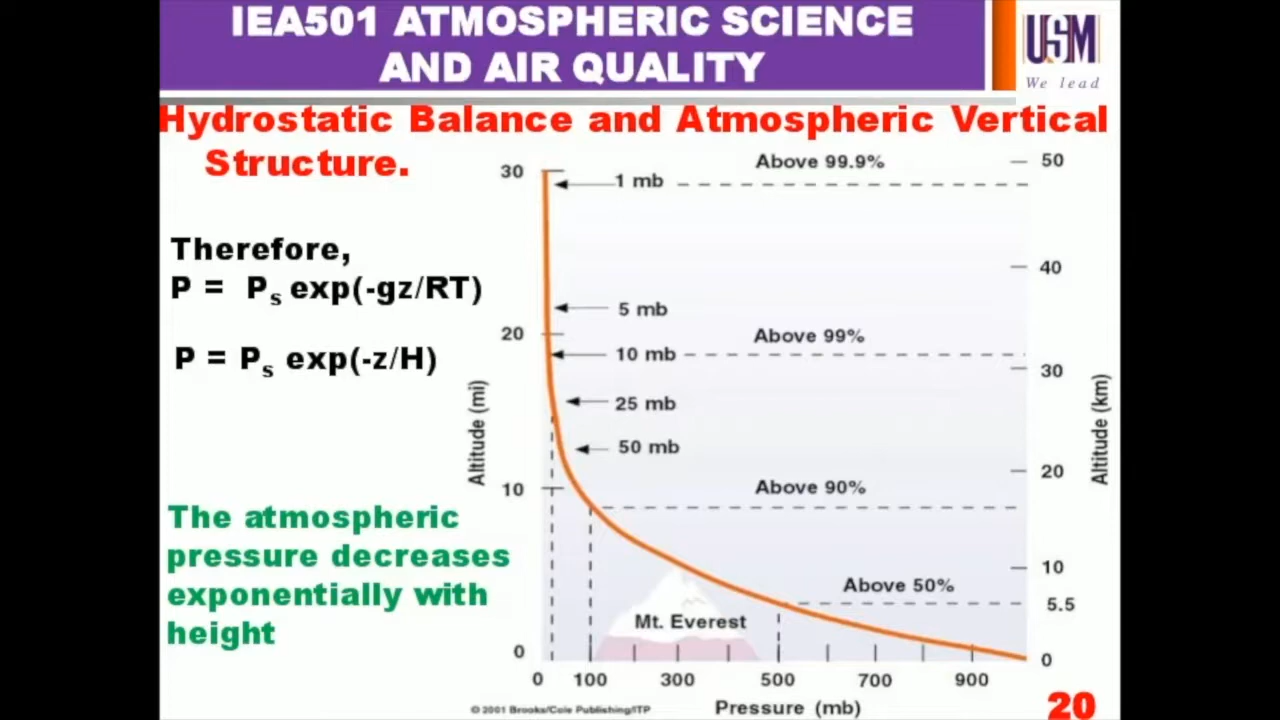 IEA501 ATMOSPHERIC SCIENCE
AND AIR QUALITY
USM
We lead
Hydrostatic Balance and Atmospheric Vertical
Structure.
Therefore,
P = Ps exp(-gz/RT)
P = Ps exp(-z/H)
The atmospheric
pressure decreases
exponentially with
height
Altitude (mi)
30
20
10
0
1 mb
5 mb
10 mb
25 mb
50 mb
Above 99.9%
Above 99%
Above 90%
Above 50%
Mt. Everest
50
40
30
20
10
5.5
0
Altitude (km)
0 100 300 500 700 900
Pressure (mb)
© 2001 Brooks/Cole Publishing/ITP
20